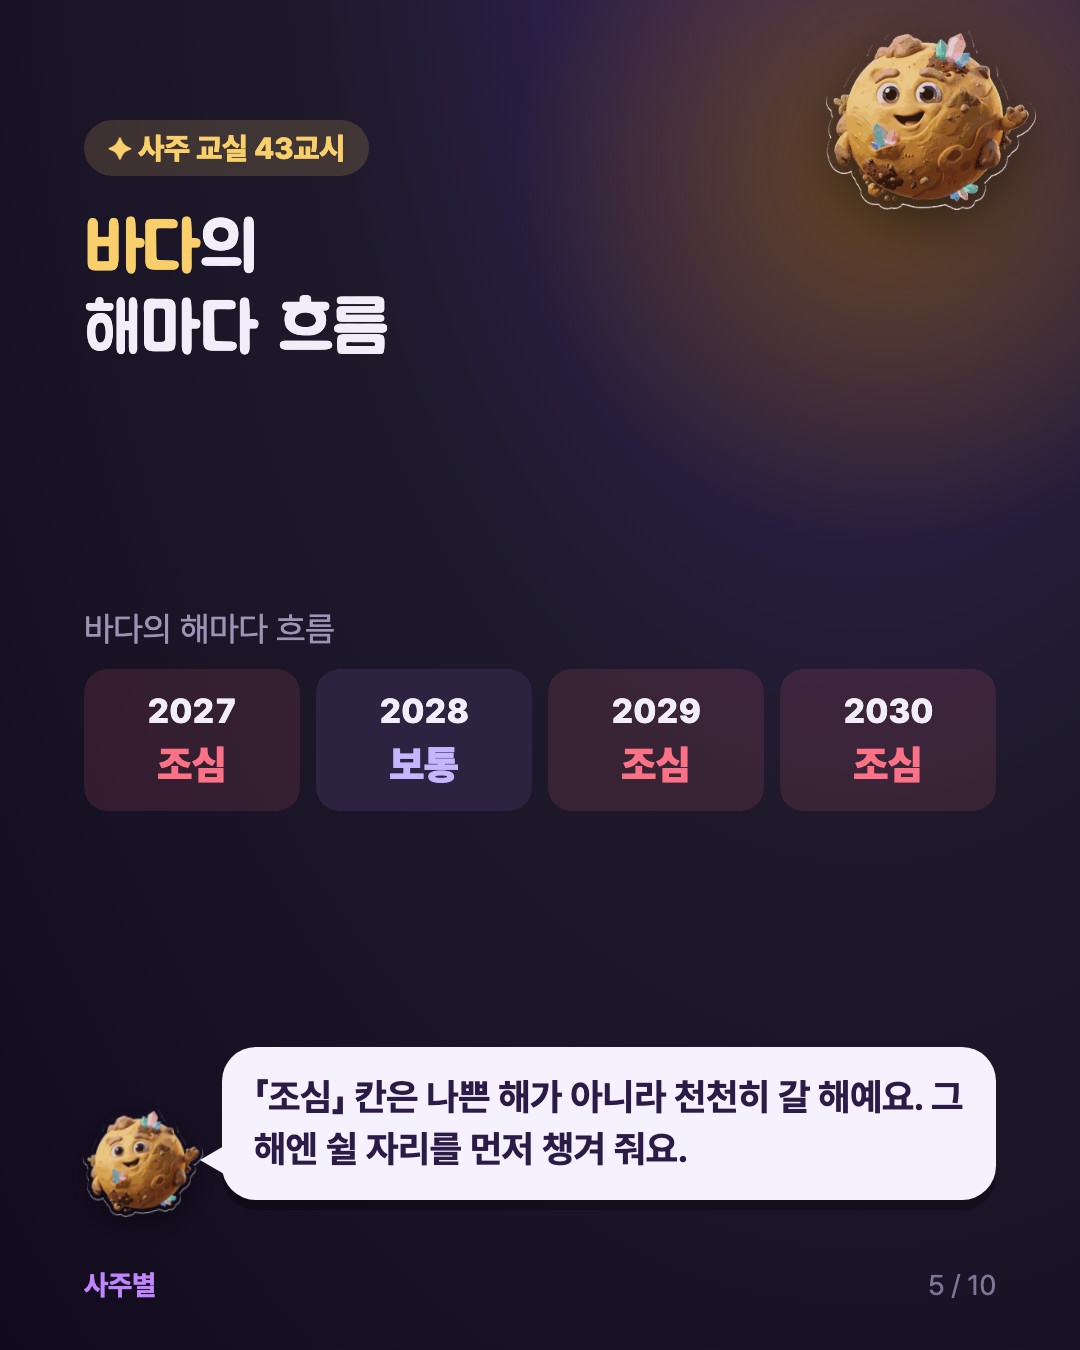 ✦ 사주 교실 43교시
바다의
해마다 흐름
바다의 해마다 흐름
2027 2028 2029 2030
조심 보통 조심 조심
「조심」 칸은 나쁜 해가 아니라 천천히 갈 해예요. 그
해엔 쉴 자리를 먼저 챙겨 줘요.
사주별 5 / 10